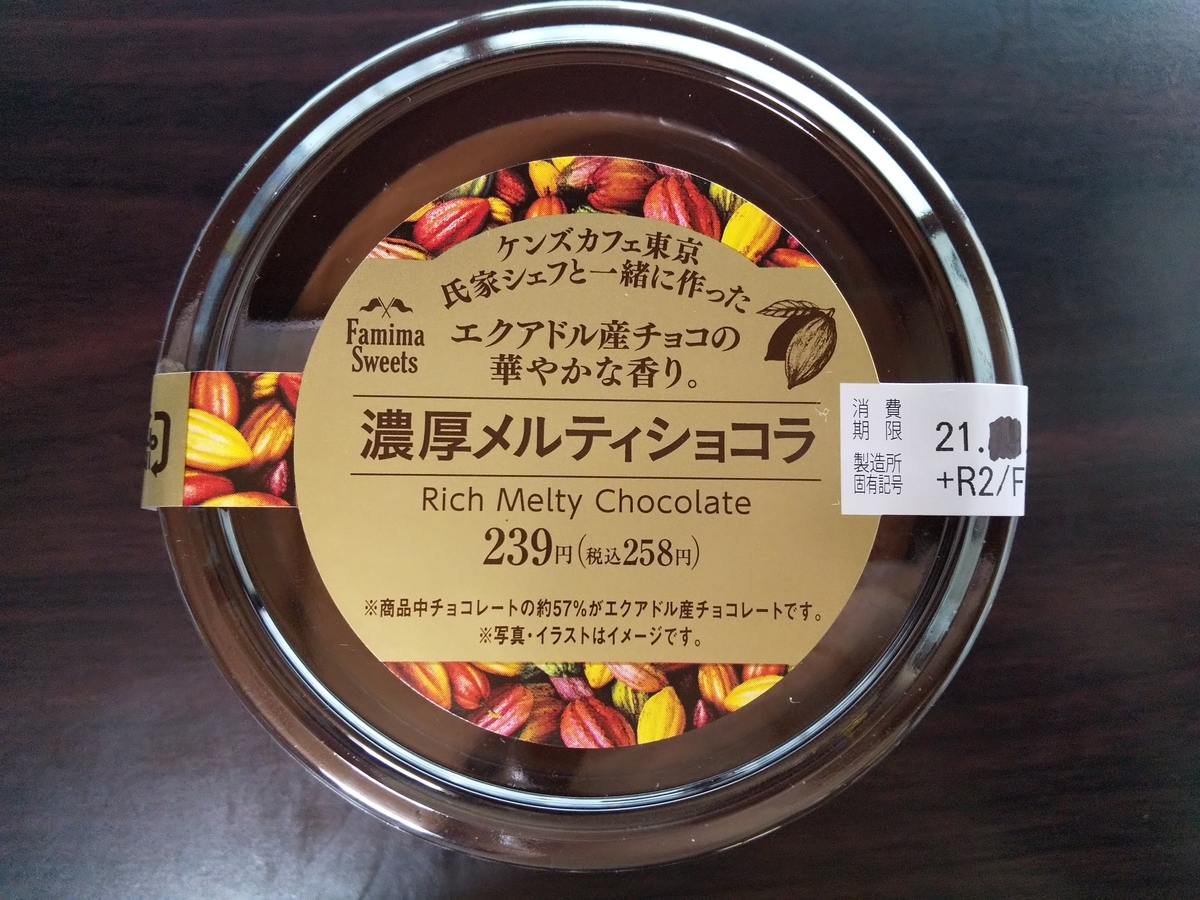 ケンズカフェ東京
氏家シェフと一緒に作った
Famima
Sweets
エクアドル産チョコの
華やかな香り。
濃厚メルティショコラ
Rich Melty Chocolate
239円(税込258円)
※商品中チョコレートの約57%がエクアドル産チョコレートです。
※写真・イラストはイメージです。
消費
期限
21.
製造所
固有記号
+R2/F